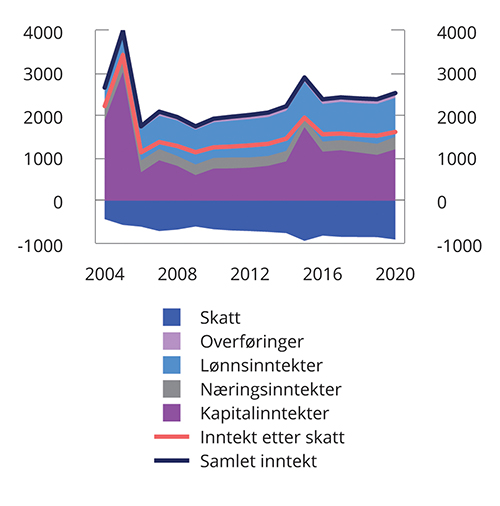 4000 4000
3000 3000
2000 2000
1000 1000
0 0
-1000 -1000
2004 2008 2012 2016 2020
Skatt
Overføringer
Lønnsinntekter
Næringsinntekter
Kapitalinntekter
Inntekt etter skatt
Samlet inntekt